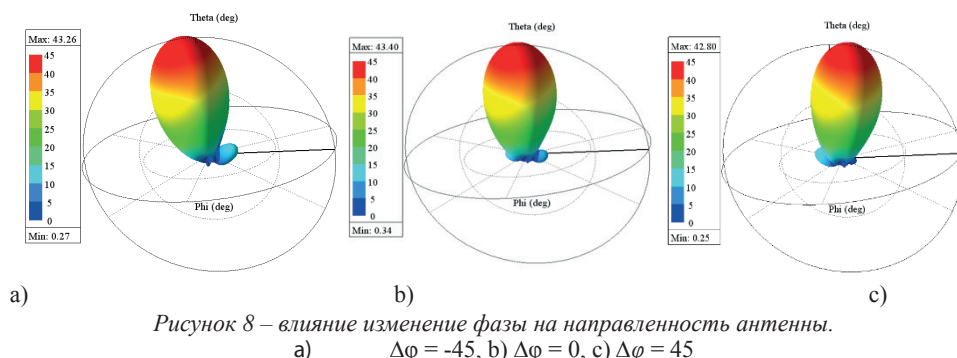 Theta (deg)
Max: 43.26
45
40
35
30
25
20
15
10
5
0
Min: 0.27
Phi (deg)
a)
Theta (deg)
Max: 43.40
45
40
35
30
25
20
15
10
5
0
Min: 0.34
Phi (deg)
b)
Theta (deg)
Max: 42.80
45
40
35
30
25
20
15
10
5
0
Min: 0.25
Phi (deg)
c)
Рисунок 8 – влияние изменение фазы на направленность антенны.
a) Δφ = -45, b) Δφ = 0, c) Δφ = 45